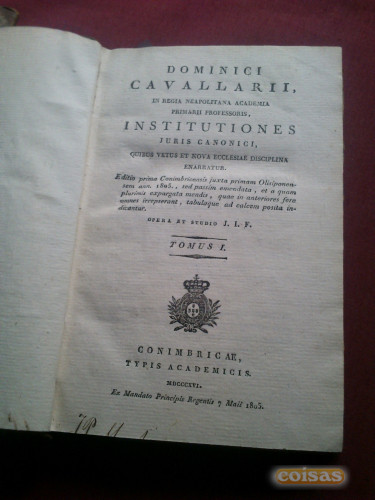 DOMINICI
CAVALLARII,
IN REGIA NEAPOLITANA ACADEMIA
PRIMARII PROFESSORIS,
INSTITUTIONES
JURIS CANONICI,
QUIBUS VETUS ET NOVA ECCLESIAE DISCIPLINA
ENARRATUR.
Editio prima Conimbricensis juxta primam Olisiponen-
sem ann. 1803, sed passim emendata, et a quam
plurimis expurgata mendis, quae in anteriores fere
omnes irrepserant, tabulaque ad calcem posita in-
dicantur.
OPERA ET STUDIO J. L. F.
TOMUS I.
CONIMBRICAE,
TYPIS ACADEMICIS.
MDCCCXVI.
Ex Mandato Principis Regentis 7 Maii 1805.
coisas